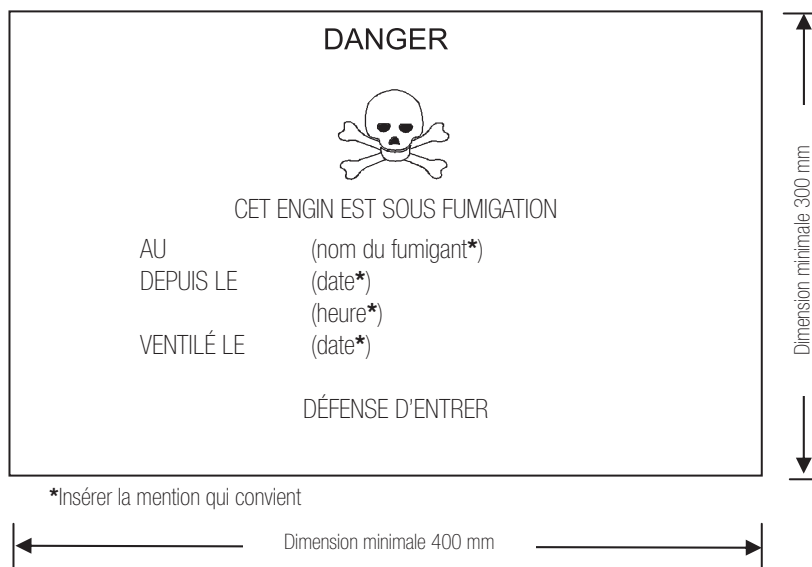 DANGER
CET ENGIN EST SOUS FUMIGATION
AU (nom du fumigant*)
DEPUIS LE (date*)
(heure*)
VENTILÉ LE (date*)
DÉFENSE D'ENTRER
*Insérer la mention qui convient
Dimension minimale 400 mm
Dimension minimale 300 mm